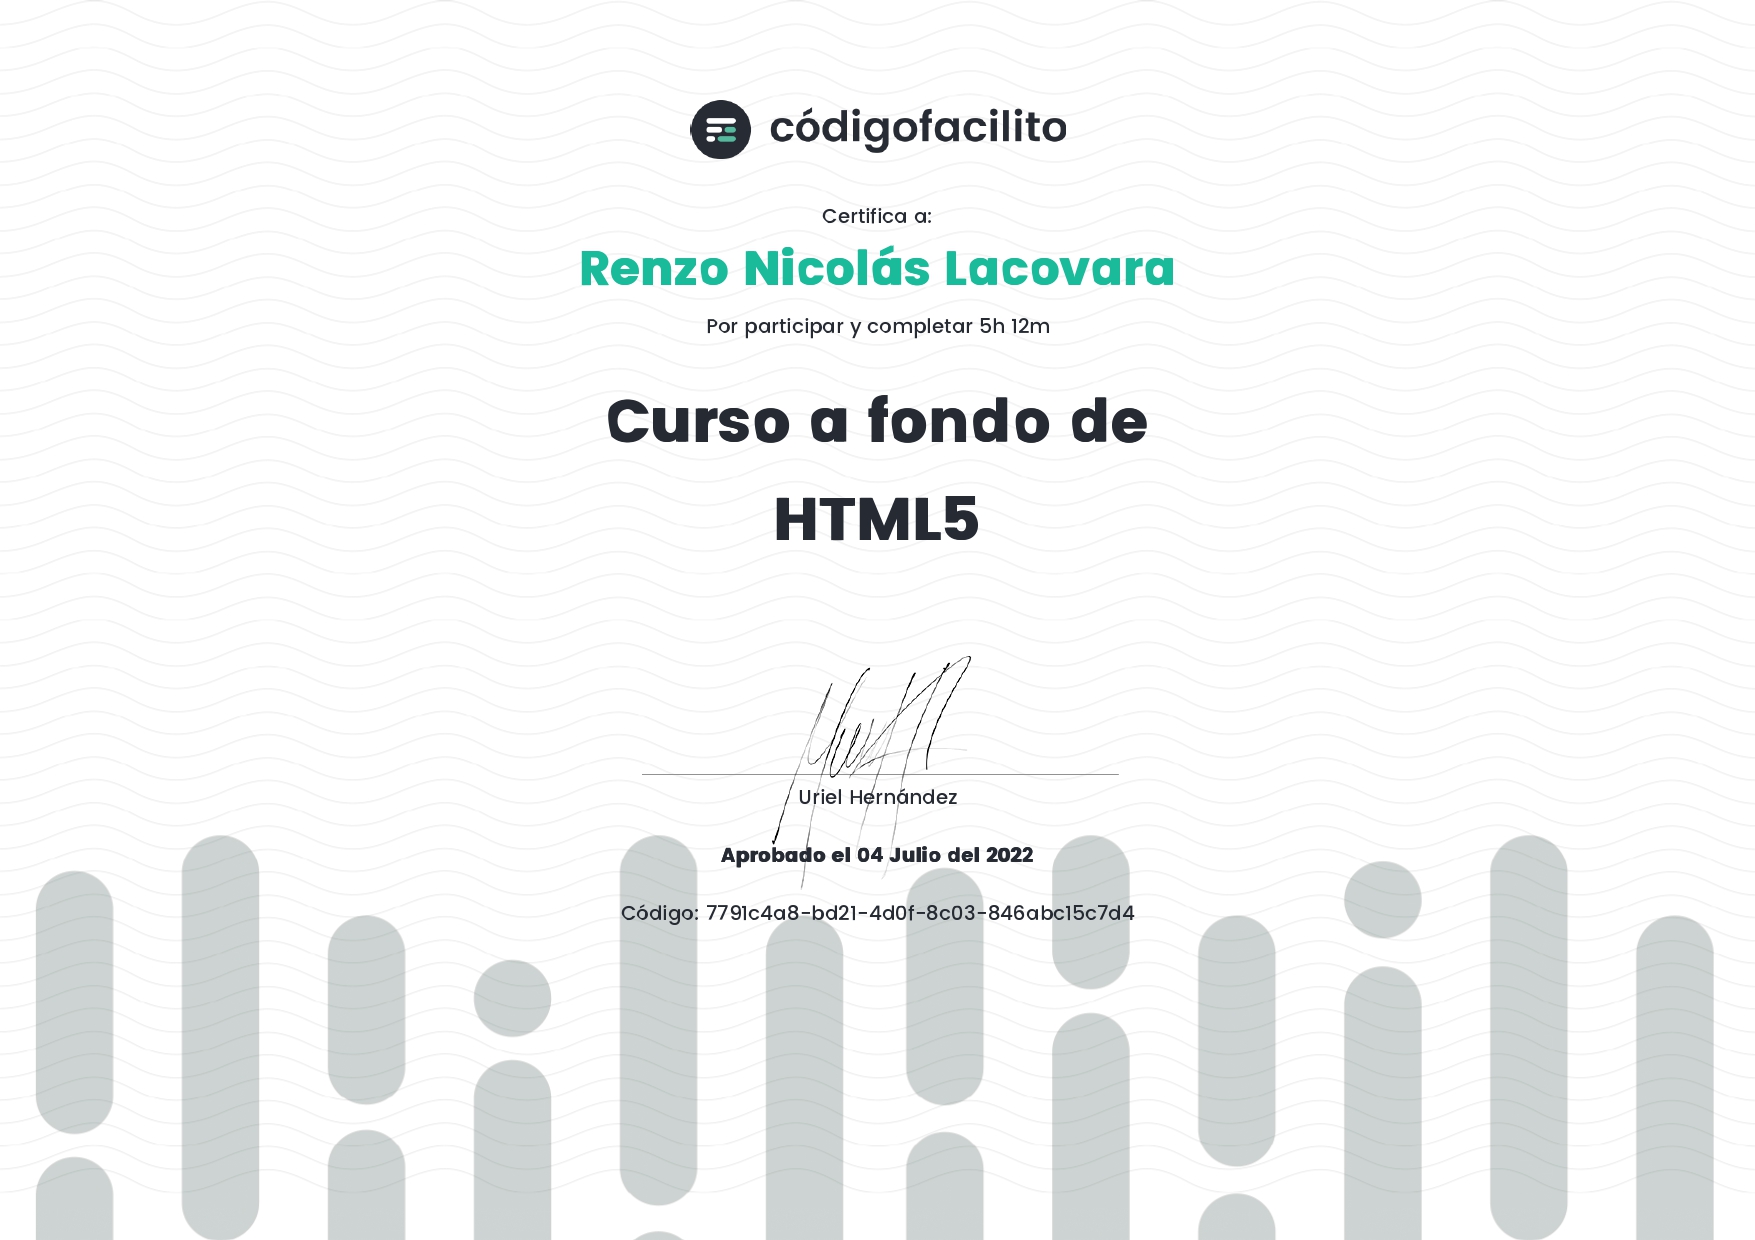 códigofacilito
Certifica a:
Renzo Nicolás Lacovara
Por participar y completar 5h 12m
Curso a fondo de
HTML5
Uriel Hernández
Aprobado el 04 Julio del 2022
Código: 7791c4a8-bd21-4d0f-8c03-846abc15c7d4